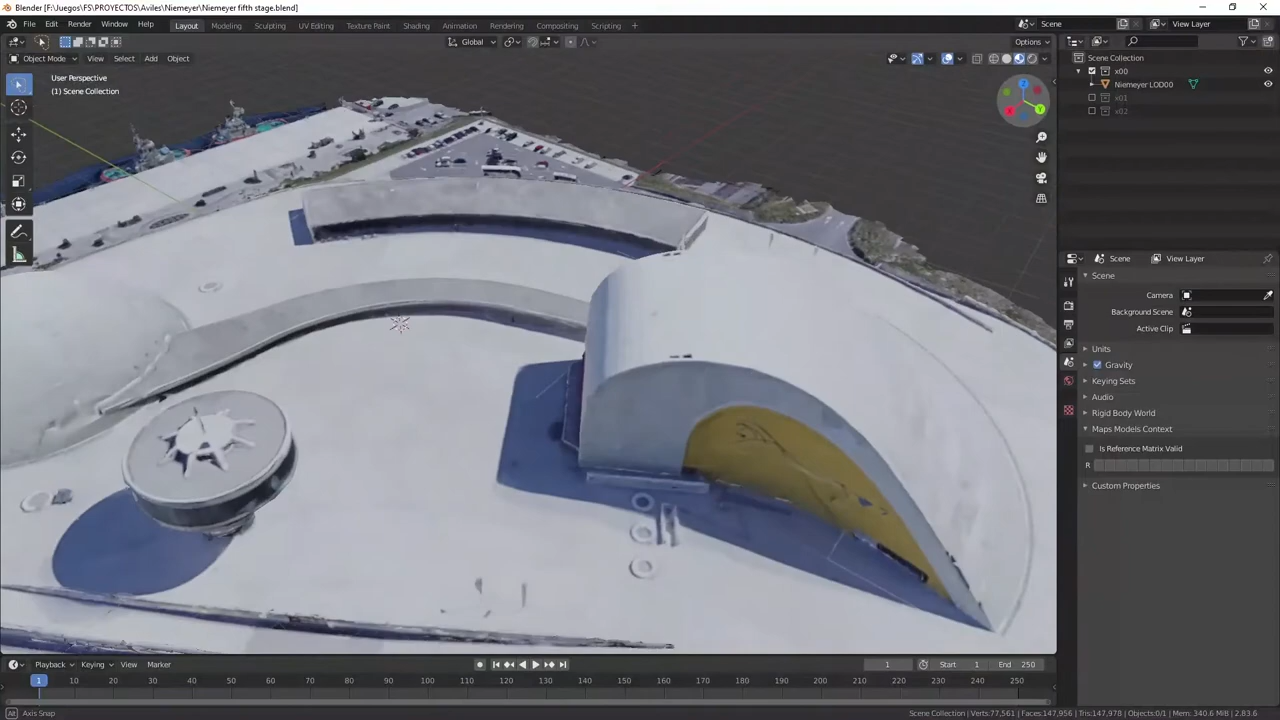 Blender [F:\Juegos\FS\PROYECTOS\Aviles\Niemeyer\Niemeyer fifth stage.blend]
File Edit Render Window Help Layout Modeling Sculpting UV Editing Texture Paint Shading Animation Rendering Compositing Scripting + Scene View Layer
Global Options
Object Mode View Select Add Object
User Perspective
(1) Scene Collection
Scene Collection
x00
Niemeyer LOD00
x01
x02
Scene View Layer
Scene
Camera
Background Scene
Active Clip
Units
Gravity
Keying Sets
Audio
Rigid Body World
Maps Models Context
Is Reference Matrix Valid
R
Custom Properties
Playback Keying View Marker 1 Start 1 End 250
1 10 20 30 40 50 60 70 80 90 100 110 120 130 140 150 160 170 180 190 200 210 220 230 240 250
Axis Snap Scene Collection | Verts:77,561 | Faces:147,956 | Tris:147,978 | Objects:0/1 | Mem: 340.6 MiB | 2.83.6